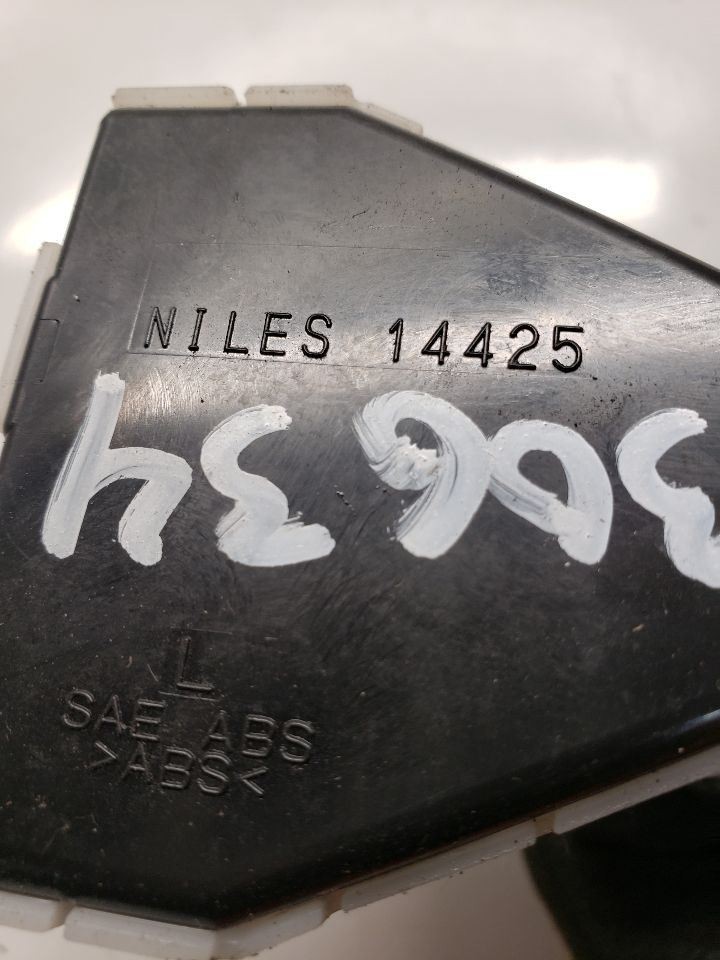 NILES 14425
L
SAE ABS
>ABS<